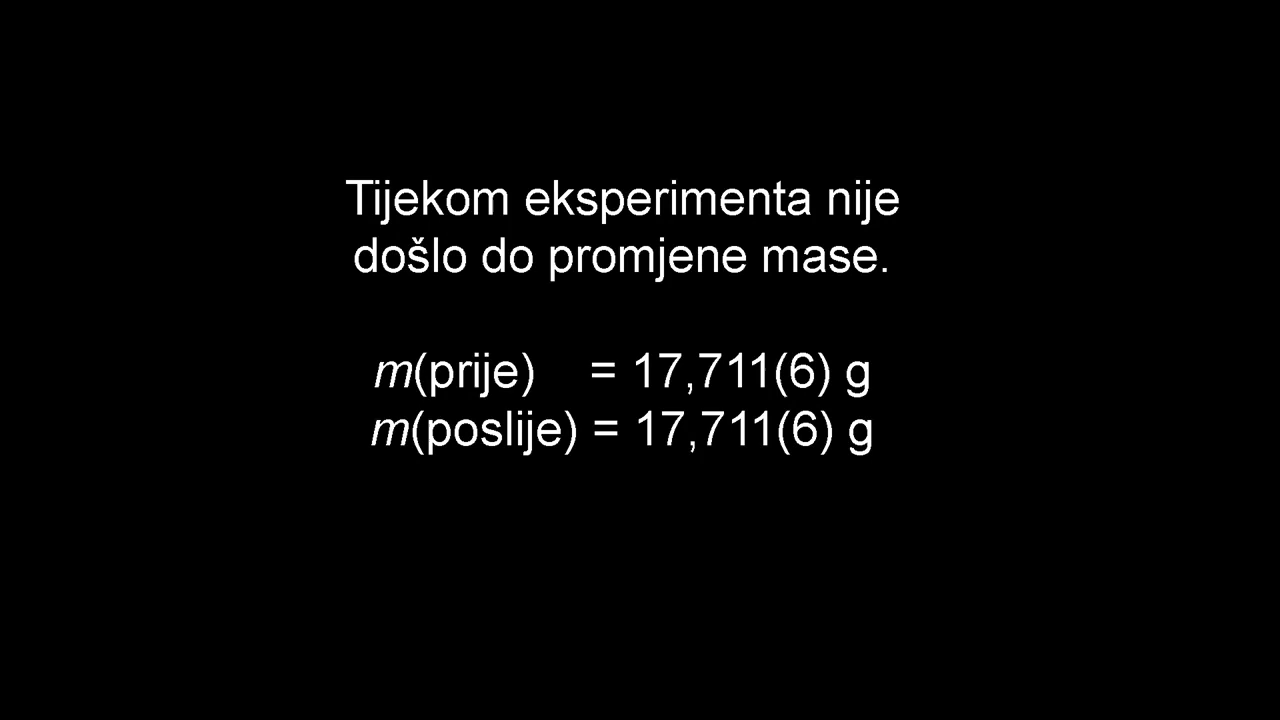 Tijekom eksperimenta nije
došlo do promjene mase.
m(prije) = 17,711(6) g
m(poslije) = 17,711(6) g